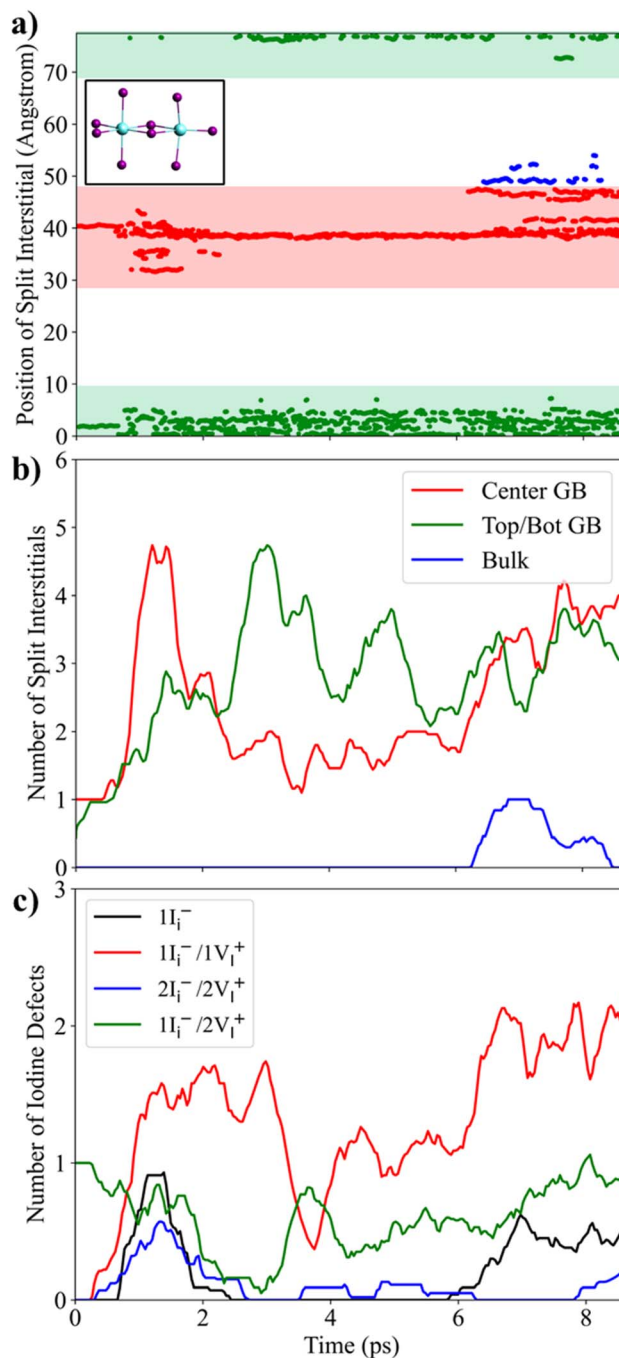 a)
Position of Split Interstitial (Angstrom)
70
60
50
40
30
20
10
0
b)
Number of Split Interstitials
6
5
4
3
2
1
0
Center GB
Top/Bot GB
Bulk
c)
Number of Iodine Defects
3
2
1
0
1I_i^-
1I_i^-/1V_I^+
2I_i^-/2V_I^+
1I_i^-/2V_I^+
0 2 4 6 8
Time (ps)